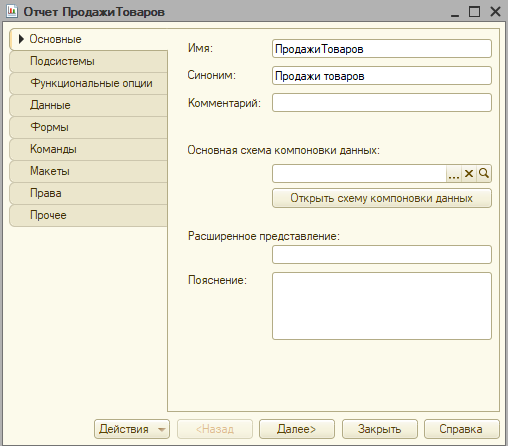 Отчет ПродажиТоваров
Основные
Подсистемы
Функциональные опции
Данные
Формы
Команды
Макеты
Права
Прочее
Имя: ПродажиТоваров
Синоним: Продажи товаров
Комментарий:
Основная схема компоновки данных:
...
Открыть схему компоновки данных
Расширенное представление:
Пояснение:
Действия <Назад Далее> Закрыть Справка